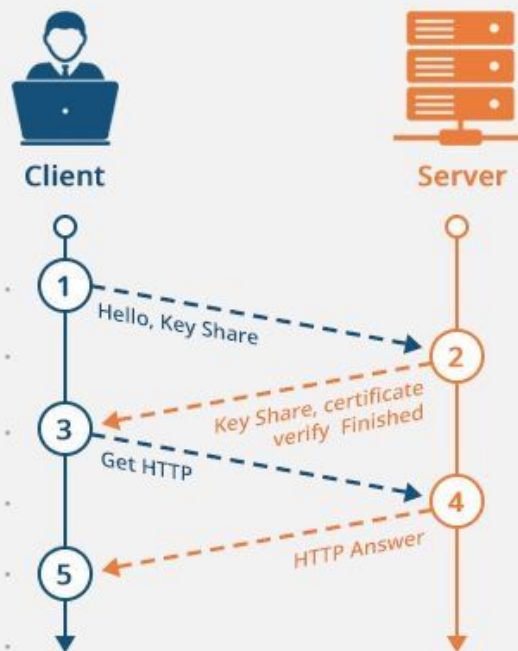 Client
Server
1
Hello, Key Share
2
Key Share, certificate
verify Finished
3
Get HTTP
4
HTTP Answer
5